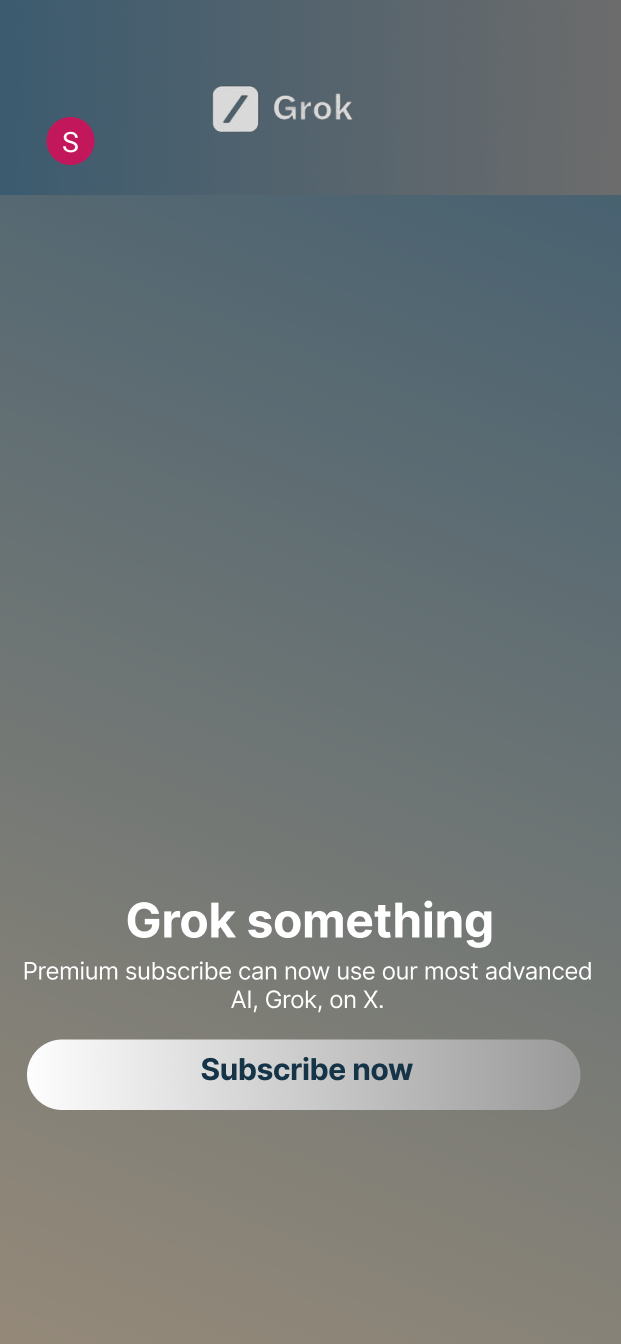 Grok
S
Grok something
Premium subscribe can now use our most advanced
AI, Grok, on X.
Subscribe now